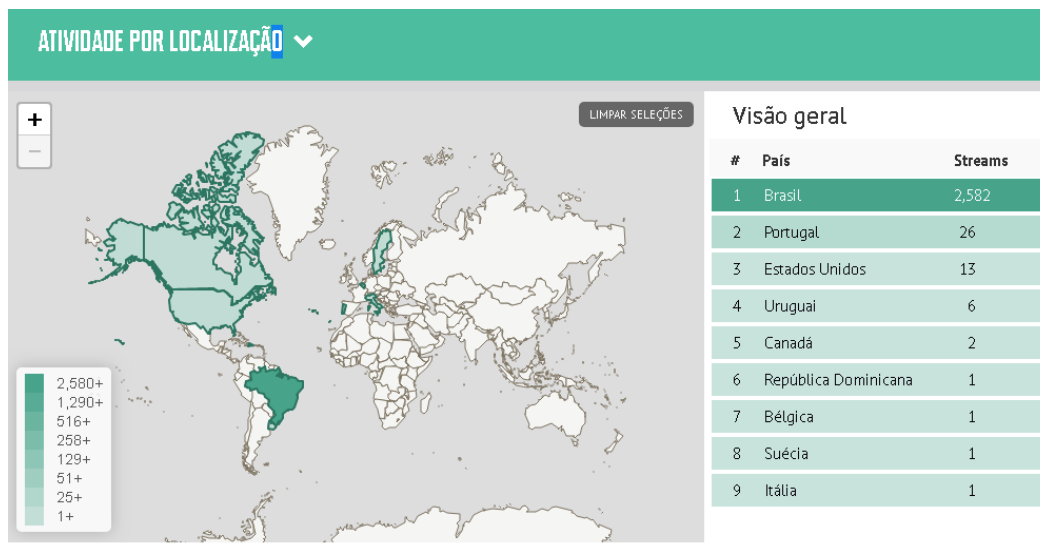 ATIVIDADE POR LOCALIZAÇÃO
+
−
LIMPAR SELEÇÕES
2,580+
1,290+
516+
258+
129+
51+
25+
1+
Visão geral
# País Streams
1 Brasil 2,582
2 Portugal 26
3 Estados Unidos 13
4 Uruguai 6
5 Canadá 2
6 República Dominicana 1
7 Bélgica 1
8 Suécia 1
9 Itália 1